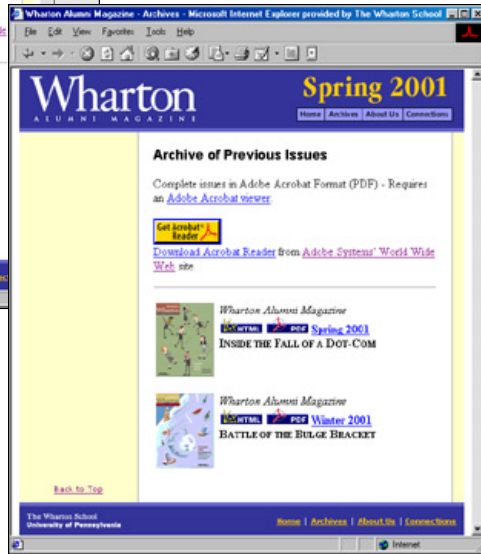 Wharton Alumni Magazine - Archives - Microsoft Internet Explorer provided by The Wharton School
File Edit View Favorites Tools Help
Wharton
ALUMNI MAGAZINE
Spring 2001
Home Archives About Us Connections
Archive of Previous Issues
Complete issues in Adobe Acrobat Format (PDF) - Requires
an Adobe Acrobat viewer.
Get Acrobat
Reader
Download Acrobat Reader from Adobe Systems' World Wide
Web site
Wharton Alumni Magazine
HTML PDF Spring 2001
INSIDE THE FALL OF A DOT-COM
Wharton Alumni Magazine
HTML PDF Winter 2001
BATTLE OF THE BULGE BRACKET
Back to Top
The Wharton School
University of Pennsylvania
Home | Archives | About Us | Connections
Internet